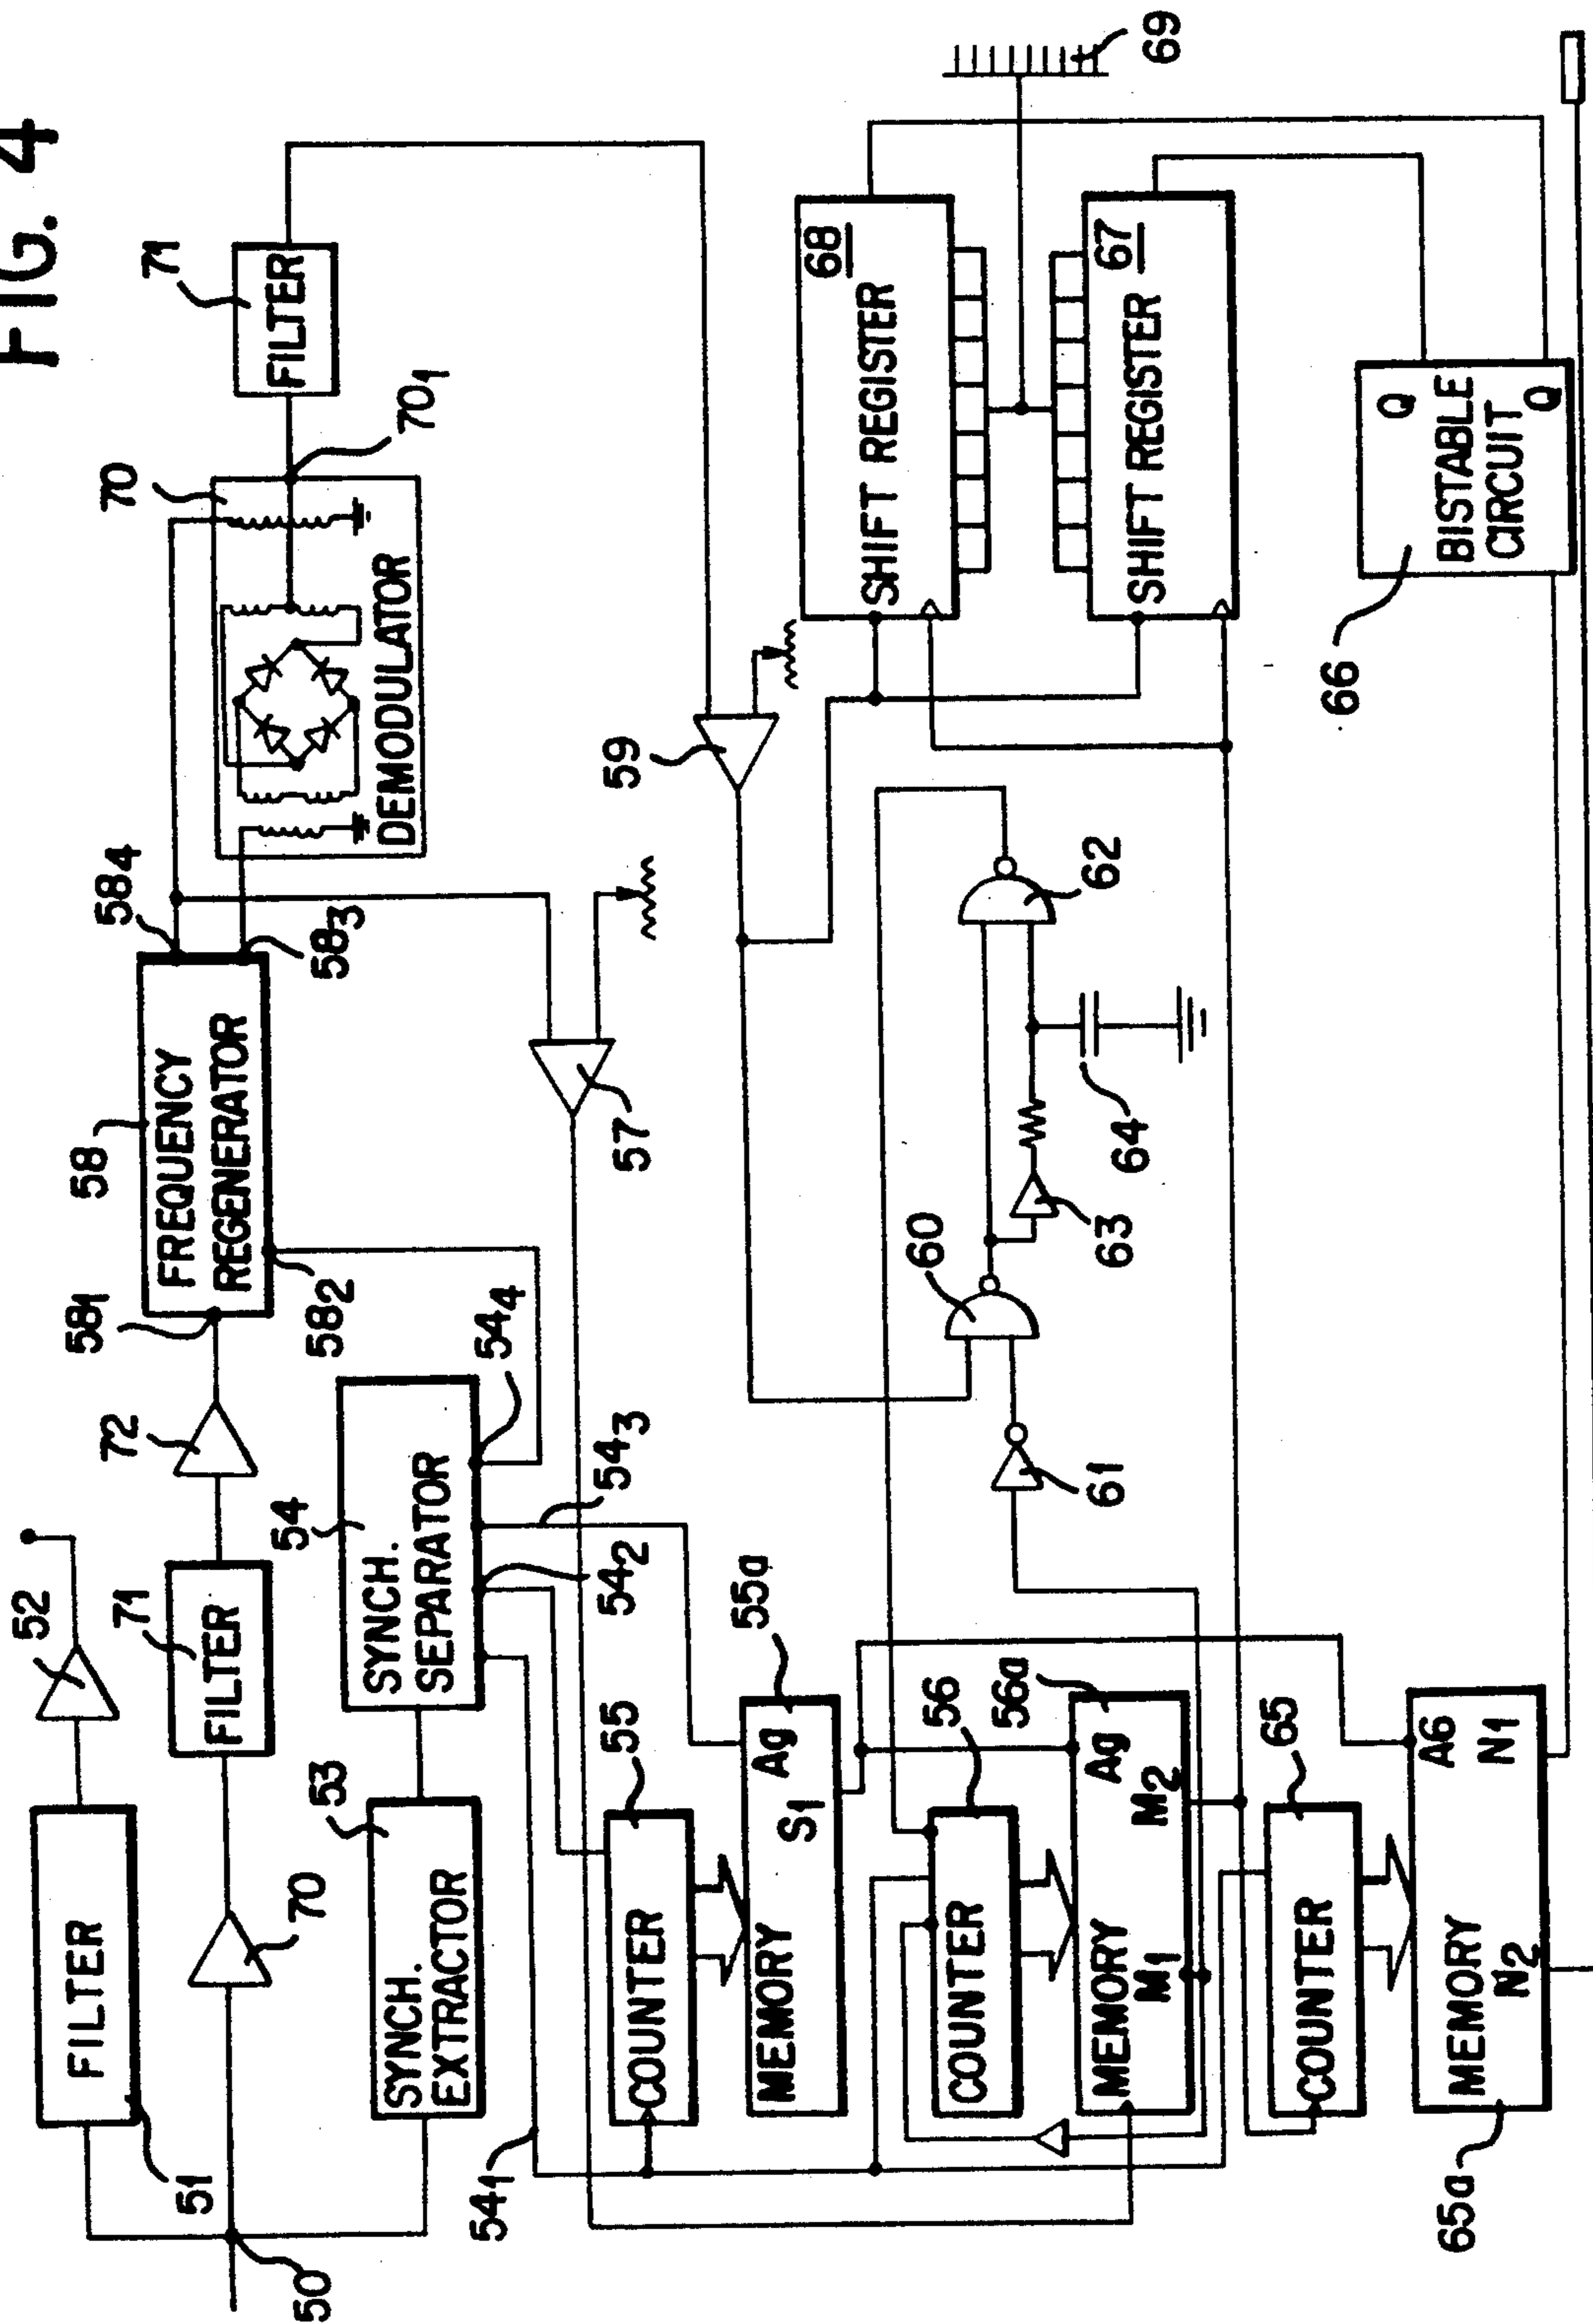 FIG. 4
FILTER
51
52
50
70
FILTER
71
72
58
581
582
583
584
FREQUENCY
REGENERATOR
70
701
DEMODULATOR
71
FILTER
53
SYNCH.
EXTRACTOR
54
SYNCH.
SEPARATOR
541
542
543
544
57
59
55
COUNTER
55a
MEMORY
Ag
S1
56
COUNTER
56a
MEMORY
Ag
M1
M2
60
61
62
63
64
65
COUNTER
65a
MEMORY
A6
N1
N2
68
SHIFT REGISTER
67
SHIFT REGISTER
69
66
BISTABLE
CIRCUIT
Q
Q